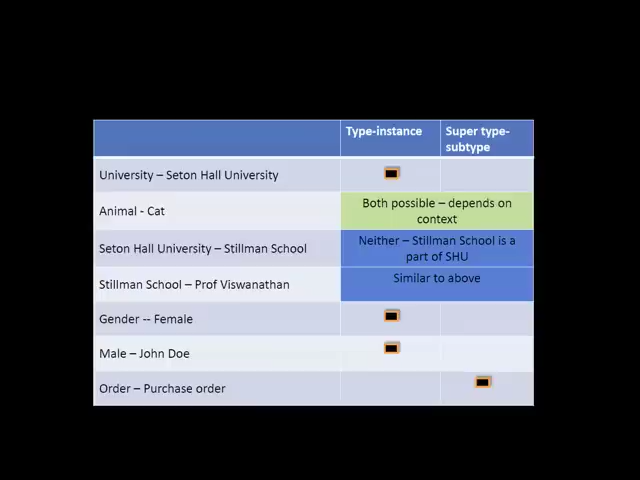 Type-instance
Super type-
subtype
University – Seton Hall University
Animal - Cat
Both possible – depends on
context
Seton Hall University – Stillman School
Neither – Stillman School is a
part of SHU
Stillman School – Prof Viswanathan
Similar to above
Gender -- Female
Male – John Doe
Order – Purchase order